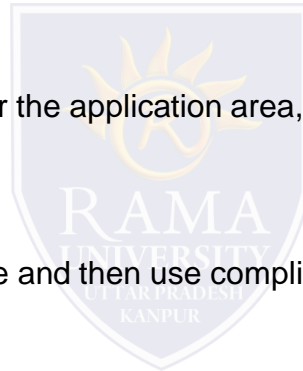 r the application area,
RAMA
UNIVERSITY
e and then use compli
UTTAR PRADESH
KANPUR